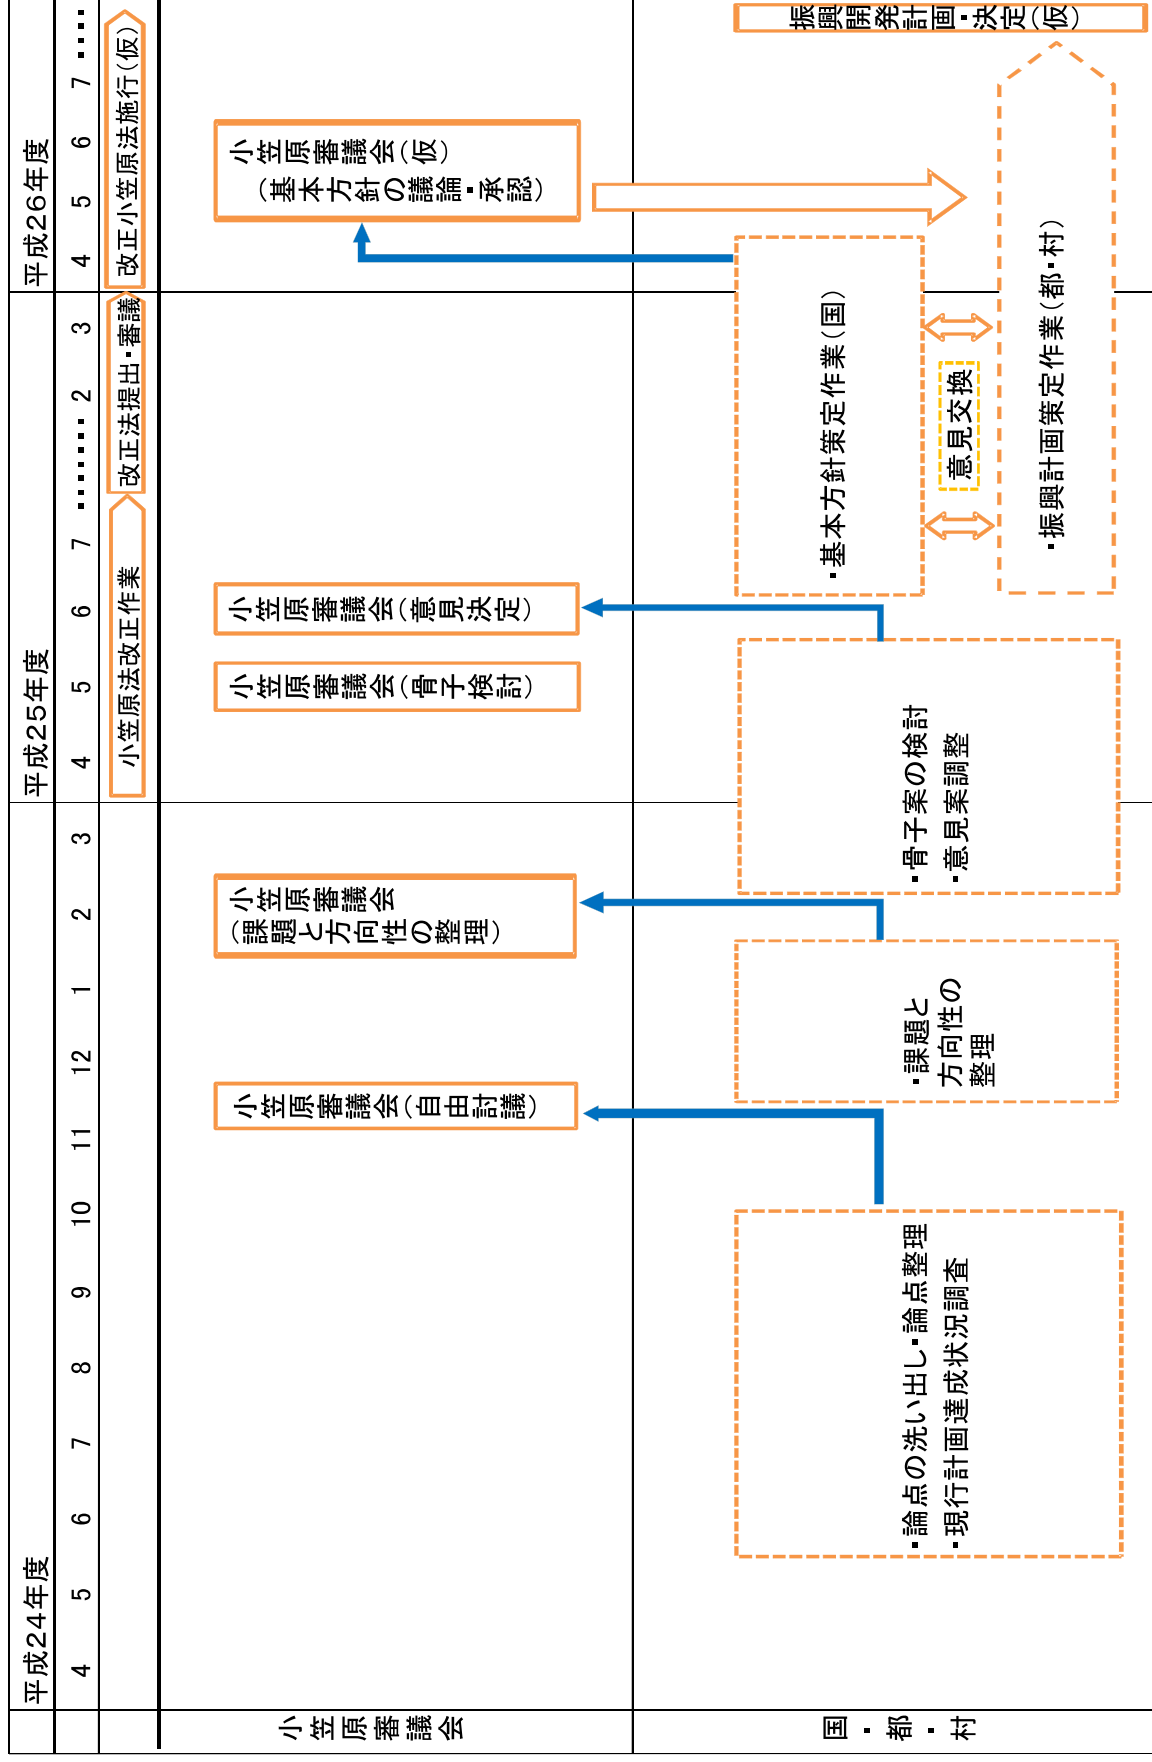 平成24年度
平成25年度
平成26年度
4 5 6 7 8 9 10 11 12 1 2 3 4 5 6 7 ・・・・・・・ 2 3 4 5 6 7 ・・・・
小笠原法改正作業
改正法提出・審議
改正小笠原法施行(仮)
小笠原審議会
小笠原審議会(自由討議)
小笠原審議会
(課題と方向性の整理)
小笠原審議会(骨子検討)
小笠原審議会(意見決定)
小笠原審議会(仮)
(基本方針の議論・承認)
国・都・村
・論点の洗い出し・論点整理
・現行計画達成状況調査
・課題と
方向性の
整理
・骨子案の検討
・意見案調整
・基本方針策定作業(国)
意見交換
・振興計画策定作業(都・村)
振興開発計画・決定(仮)